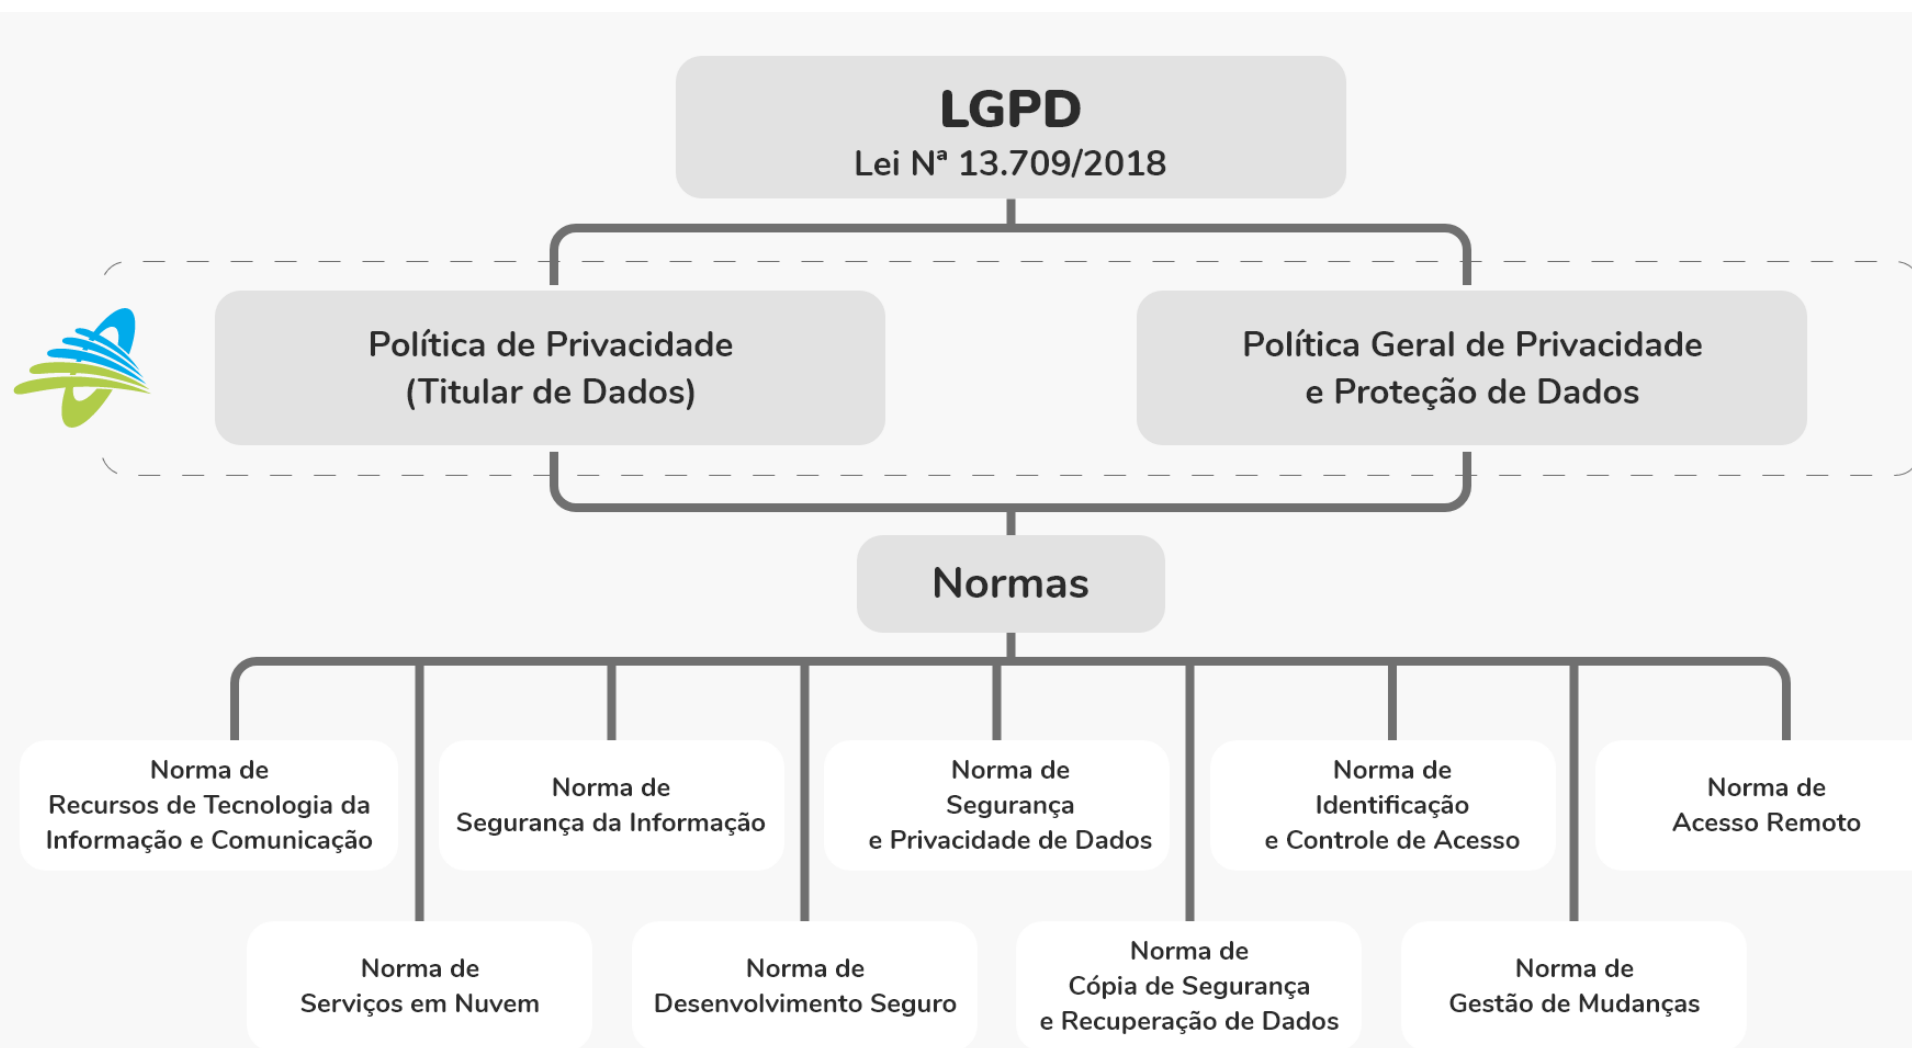 LGPD
Lei Nª 13.709/2018
Política de Privacidade
(Titular de Dados)
Política Geral de Privacidade
e Proteção de Dados
Normas
Norma de
Recursos de Tecnologia da
Informação e Comunicação
Norma de
Segurança da Informação
Norma de
Segurança
e Privacidade de Dados
Norma de
Identificação
e Controle de Acesso
Norma de
Acesso Remoto
Norma de
Serviços em Nuvem
Norma de
Desenvolvimento Seguro
Norma de
Cópia de Segurança
e Recuperação de Dados
Norma de
Gestão de Mudanças